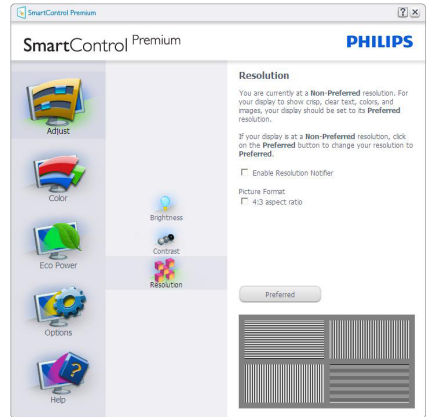 SmartControl Premium
SmartControl Premium
PHILIPS
Adjust
Color
Eco Power
Options
Help
Brightness
Contrast
Resolution
Resolution
You are currently at a Non-Preferred resolution. For
your display to show crisp, clear text, colors, and
images, your display should be set to its Preferred
resolution.
If your display is at a Non-Preferred resolution, click
on the Preferred button to change your resolution to
Preferred.
Enable Resolution Notifier
Picture Format
4:3 aspect ratio
Preferred